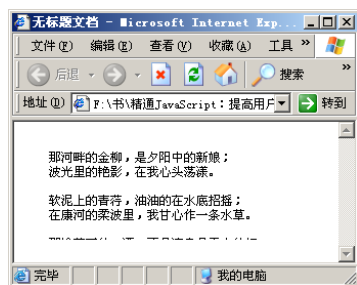 无标题文档 - Microsoft Internet Exp...
文件(F) 编辑(E) 查看(V) 收藏(A) 工具 »
后退 搜索 »
地址(D) F:\书\精通JavaScript：提高用户 转到
那河畔的金柳，是夕阳中的新娘；
波光里的艳影，在我心头荡漾。
软泥上的青荇，油油的在水底招摇；
在康河的柔波里，我甘心作一条水草。
完毕 我的电脑